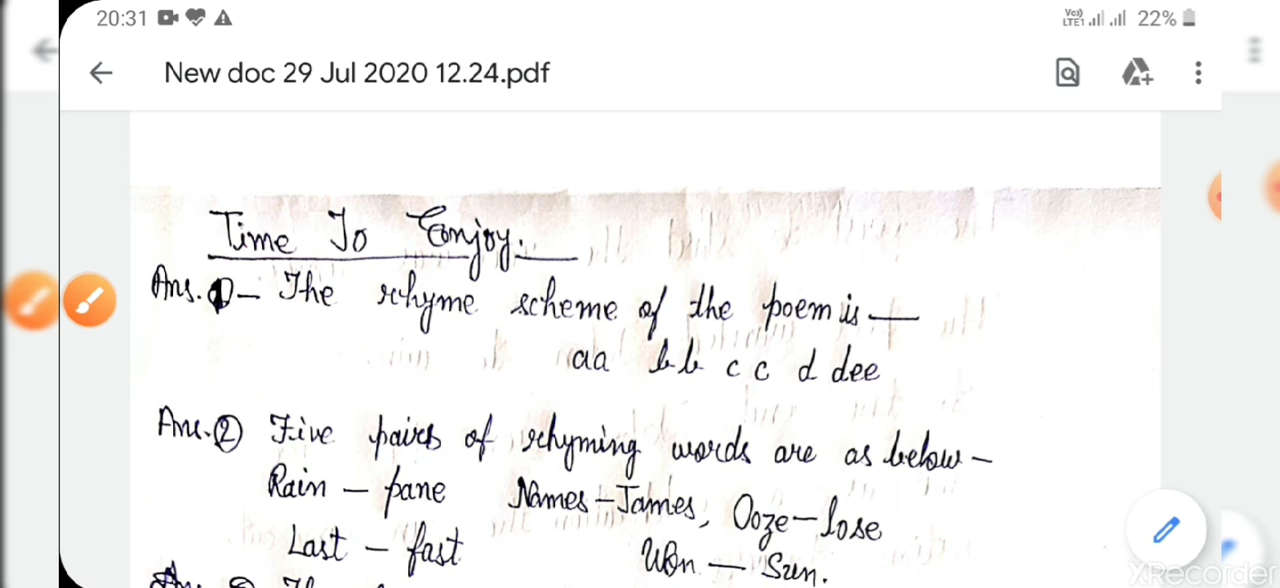 20:31 Vo)) LTE1 22%
New doc 29 Jul 2020 12.24.pdf
Time To Enjoy.
Ans. 1 – The rhyme scheme of the poem is —
aa bb cc d dee
Ans. 2 Five pairs of rhyming words are as below –
Rain – pane Names – James, Ooze – lose
Last – fast Won — Sun.
XRecorder